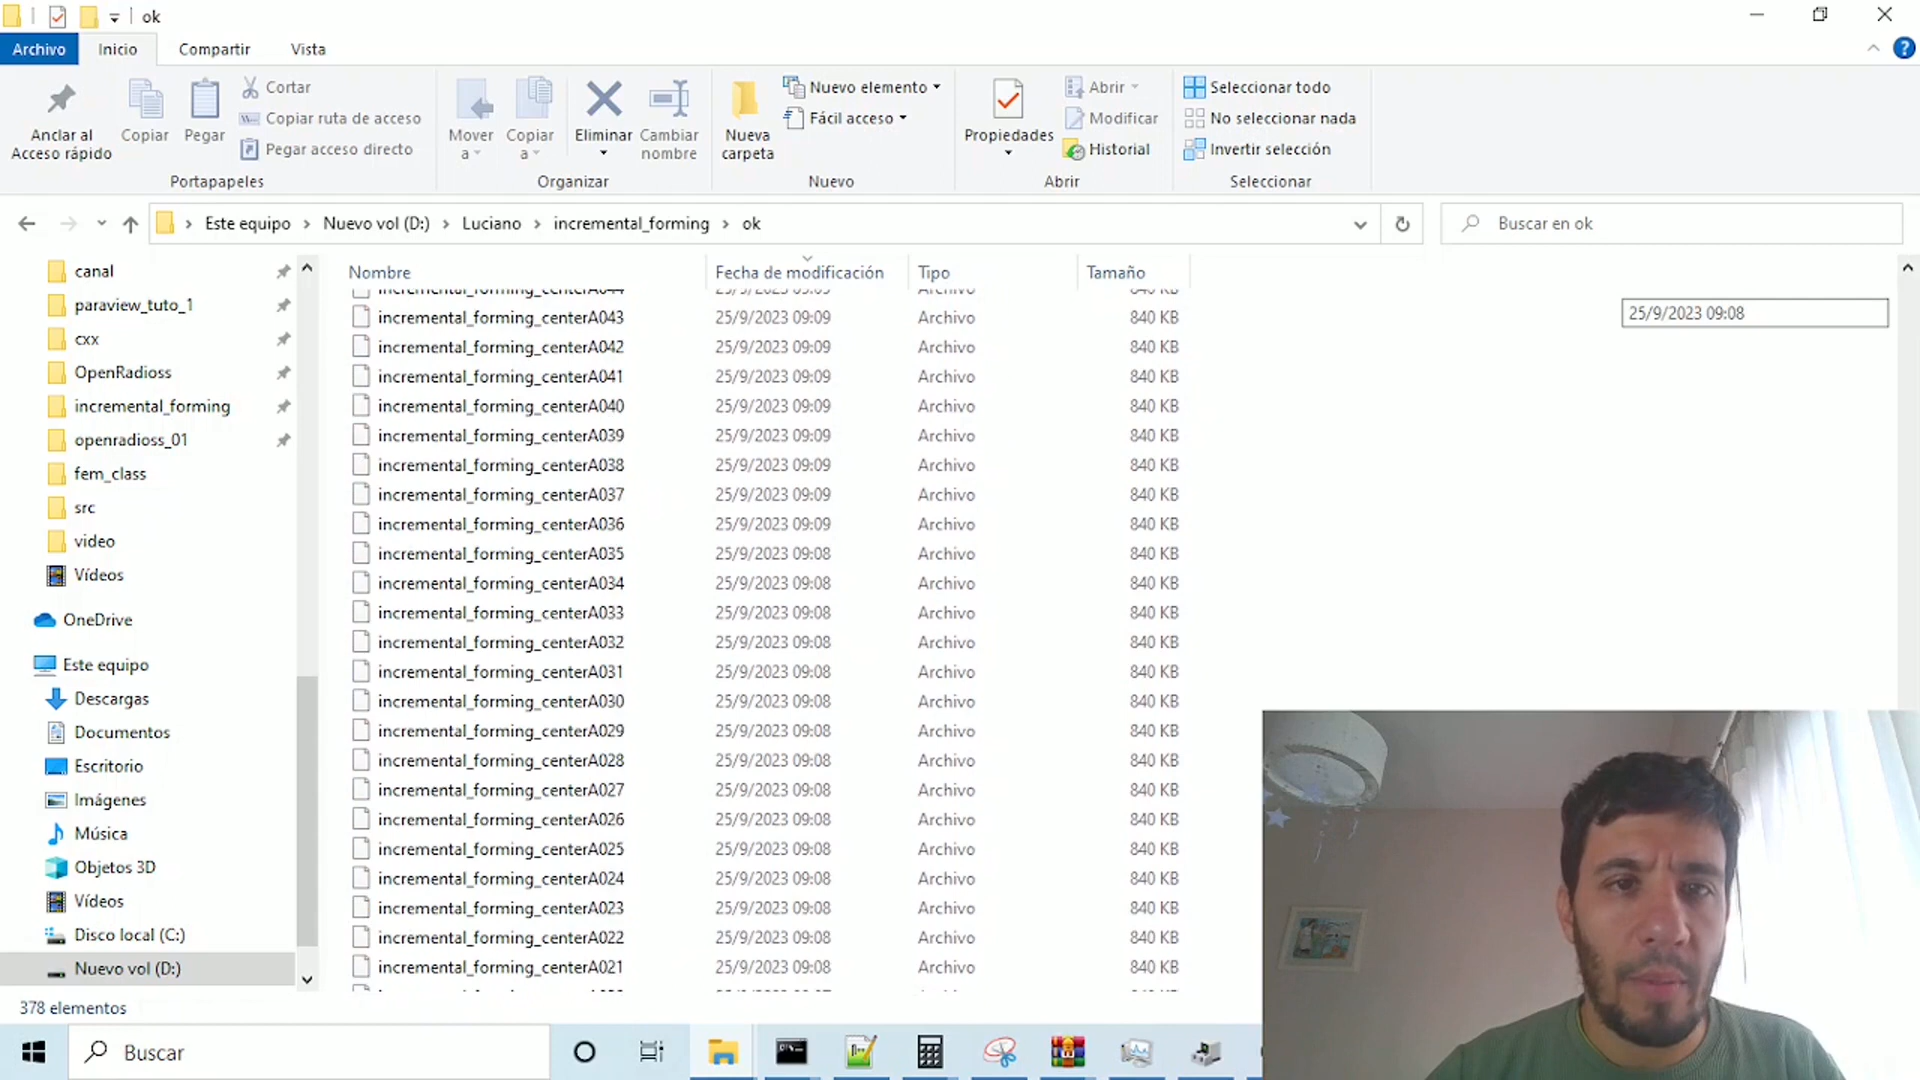 ok
Archivo Inicio Compartir Vista
Anclar al Acceso rápido
Copiar
Pegar
Cortar
Copiar ruta de acceso
Pegar acceso directo
Portapapeles
Mover a
Copiar a
Eliminar
Cambiar nombre
Organizar
Nueva carpeta
Nuevo elemento
Fácil acceso
Nuevo
Propiedades
Abrir
Modificar
Historial
Abrir
Seleccionar todo
No seleccionar nada
Invertir selección
Seleccionar
Este equipo › Nuevo vol (D:) › Luciano › incremental_forming › ok
Buscar en ok
canal
paraview_tuto_1
cxx
OpenRadioss
incremental_forming
openradioss_01
fem_class
src
video
Vídeos
OneDrive
Este equipo
Descargas
Documentos
Escritorio
Imágenes
Música
Objetos 3D
Vídeos
Disco local (C:)
Nuevo vol (D:)
Nombre Fecha de modificación Tipo Tamaño
incremental_forming_centerA044 25/9/2023 09:09 Archivo 840 KB
incremental_forming_centerA043 25/9/2023 09:09 Archivo 840 KB
incremental_forming_centerA042 25/9/2023 09:09 Archivo 840 KB
incremental_forming_centerA041 25/9/2023 09:09 Archivo 840 KB
incremental_forming_centerA040 25/9/2023 09:09 Archivo 840 KB
incremental_forming_centerA039 25/9/2023 09:09 Archivo 840 KB
incremental_forming_centerA038 25/9/2023 09:09 Archivo 840 KB
incremental_forming_centerA037 25/9/2023 09:09 Archivo 840 KB
incremental_forming_centerA036 25/9/2023 09:09 Archivo 840 KB
incremental_forming_centerA035 25/9/2023 09:08 Archivo 840 KB
incremental_forming_centerA034 25/9/2023 09:08 Archivo 840 KB
incremental_forming_centerA033 25/9/2023 09:08 Archivo 840 KB
incremental_forming_centerA032 25/9/2023 09:08 Archivo 840 KB
incremental_forming_centerA031 25/9/2023 09:08 Archivo 840 KB
incremental_forming_centerA030 25/9/2023 09:08 Archivo 840 KB
incremental_forming_centerA029 25/9/2023 09:08 Archivo 840 KB
incremental_forming_centerA028 25/9/2023 09:08 Archivo 840 KB
incremental_forming_centerA027 25/9/2023 09:08 Archivo 840 KB
incremental_forming_centerA026 25/9/2023 09:08 Archivo 840 KB
incremental_forming_centerA025 25/9/2023 09:08 Archivo 840 KB
incremental_forming_centerA024 25/9/2023 09:08 Archivo 840 KB
incremental_forming_centerA023 25/9/2023 09:08 Archivo 840 KB
incremental_forming_centerA022 25/9/2023 09:08 Archivo 840 KB
incremental_forming_centerA021 25/9/2023 09:08 Archivo 840 KB
25/9/2023 09:08
378 elementos
Buscar